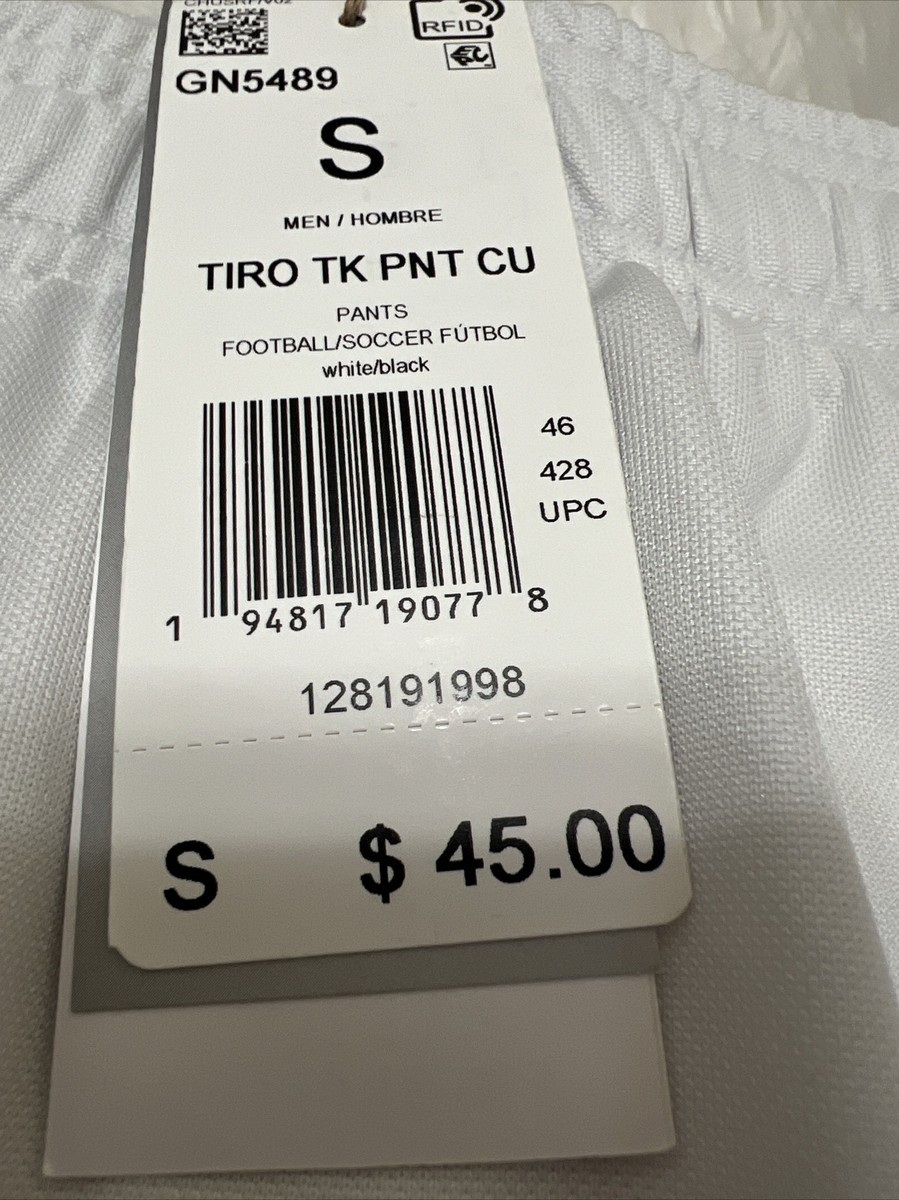 RFID
EPC
GN5489
S
MEN / HOMBRE
TIRO TK PNT CU
PANTS
FOOTBALL/SOCCER FÚTBOL
white/black
46
428
UPC
1 94817 19077 8
128191998
S $ 45.00